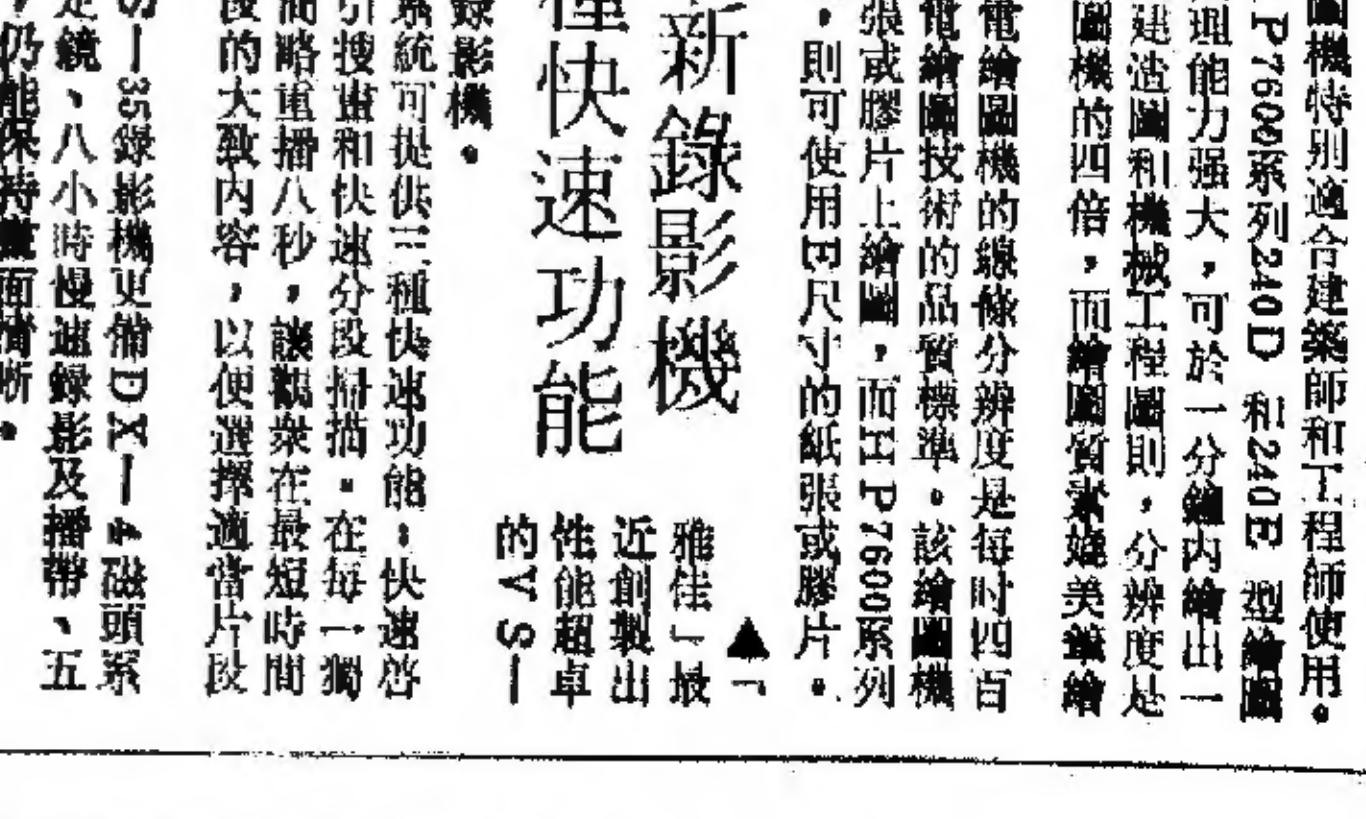 圖機特別適合建築師和工程師使用。
P7600系列240D 和240E 型繪圖
理能力强大，可於一分鐘內繪出一
建造圖和機械工程圖則，分辨度是
圖機的四倍，而繪圖質素媲美筆繪
電繪圖機的線條分辨度是每吋四百
電繪圖技術的品質標準。該繪圖機
張或膠片上繪圖，而HP7600系列
，則可使用E尺寸的紙張或膠片。
新錄影機
種快速功能
▲「
雅佳」最
近創製出
性能超卓
的VS—
錄影機。
系統可提供三種快速功能：快速啓
引搜畫和快速分段掃描。在每一獨
間略重播八秒，讓觀衆在最短時間
段的大致內容，以便選擇適當片段
S—35錄影機更備DX—4磁頭系
定鏡、八小時慢速錄影及播帶、五
，仍能保持畫面清晰。